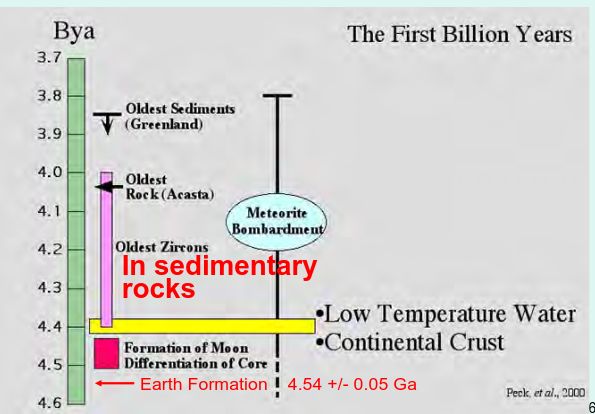 Bya
The First Billion Years
3.7
3.8
Oldest Sediments
(Greenland)
3.9
4.0
Oldest
Rock (Acasta)
4.1
Meteorite
Bombardment
4.2
Oldest Zircons
In sedimentary
rocks
4.3
•Low Temperature Water
4.4
•Continental Crust
Formation of Moon
Differentiation of Core
4.5
Earth Formation 4.54 +/- 0.05 Ga
Peck, et al., 2000
4.6
6